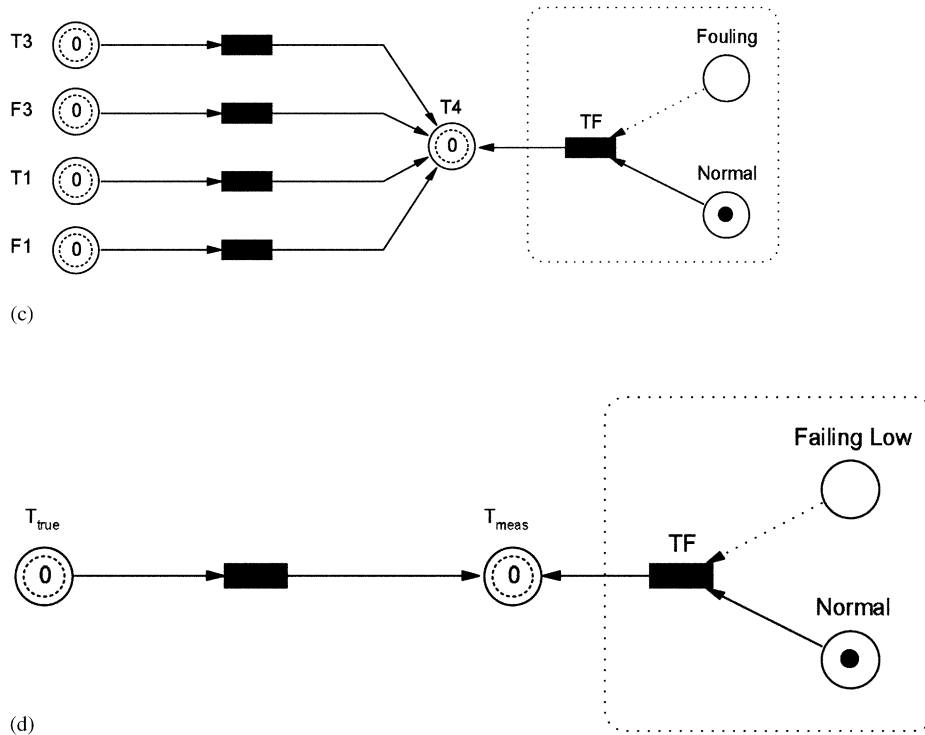 Fouling
T3
0
F3
0
T4
TF
0
T1
0
Normal
F1
0
(c)
Failing Low
T_true
T_meas
TF
0
0
Normal
(d)